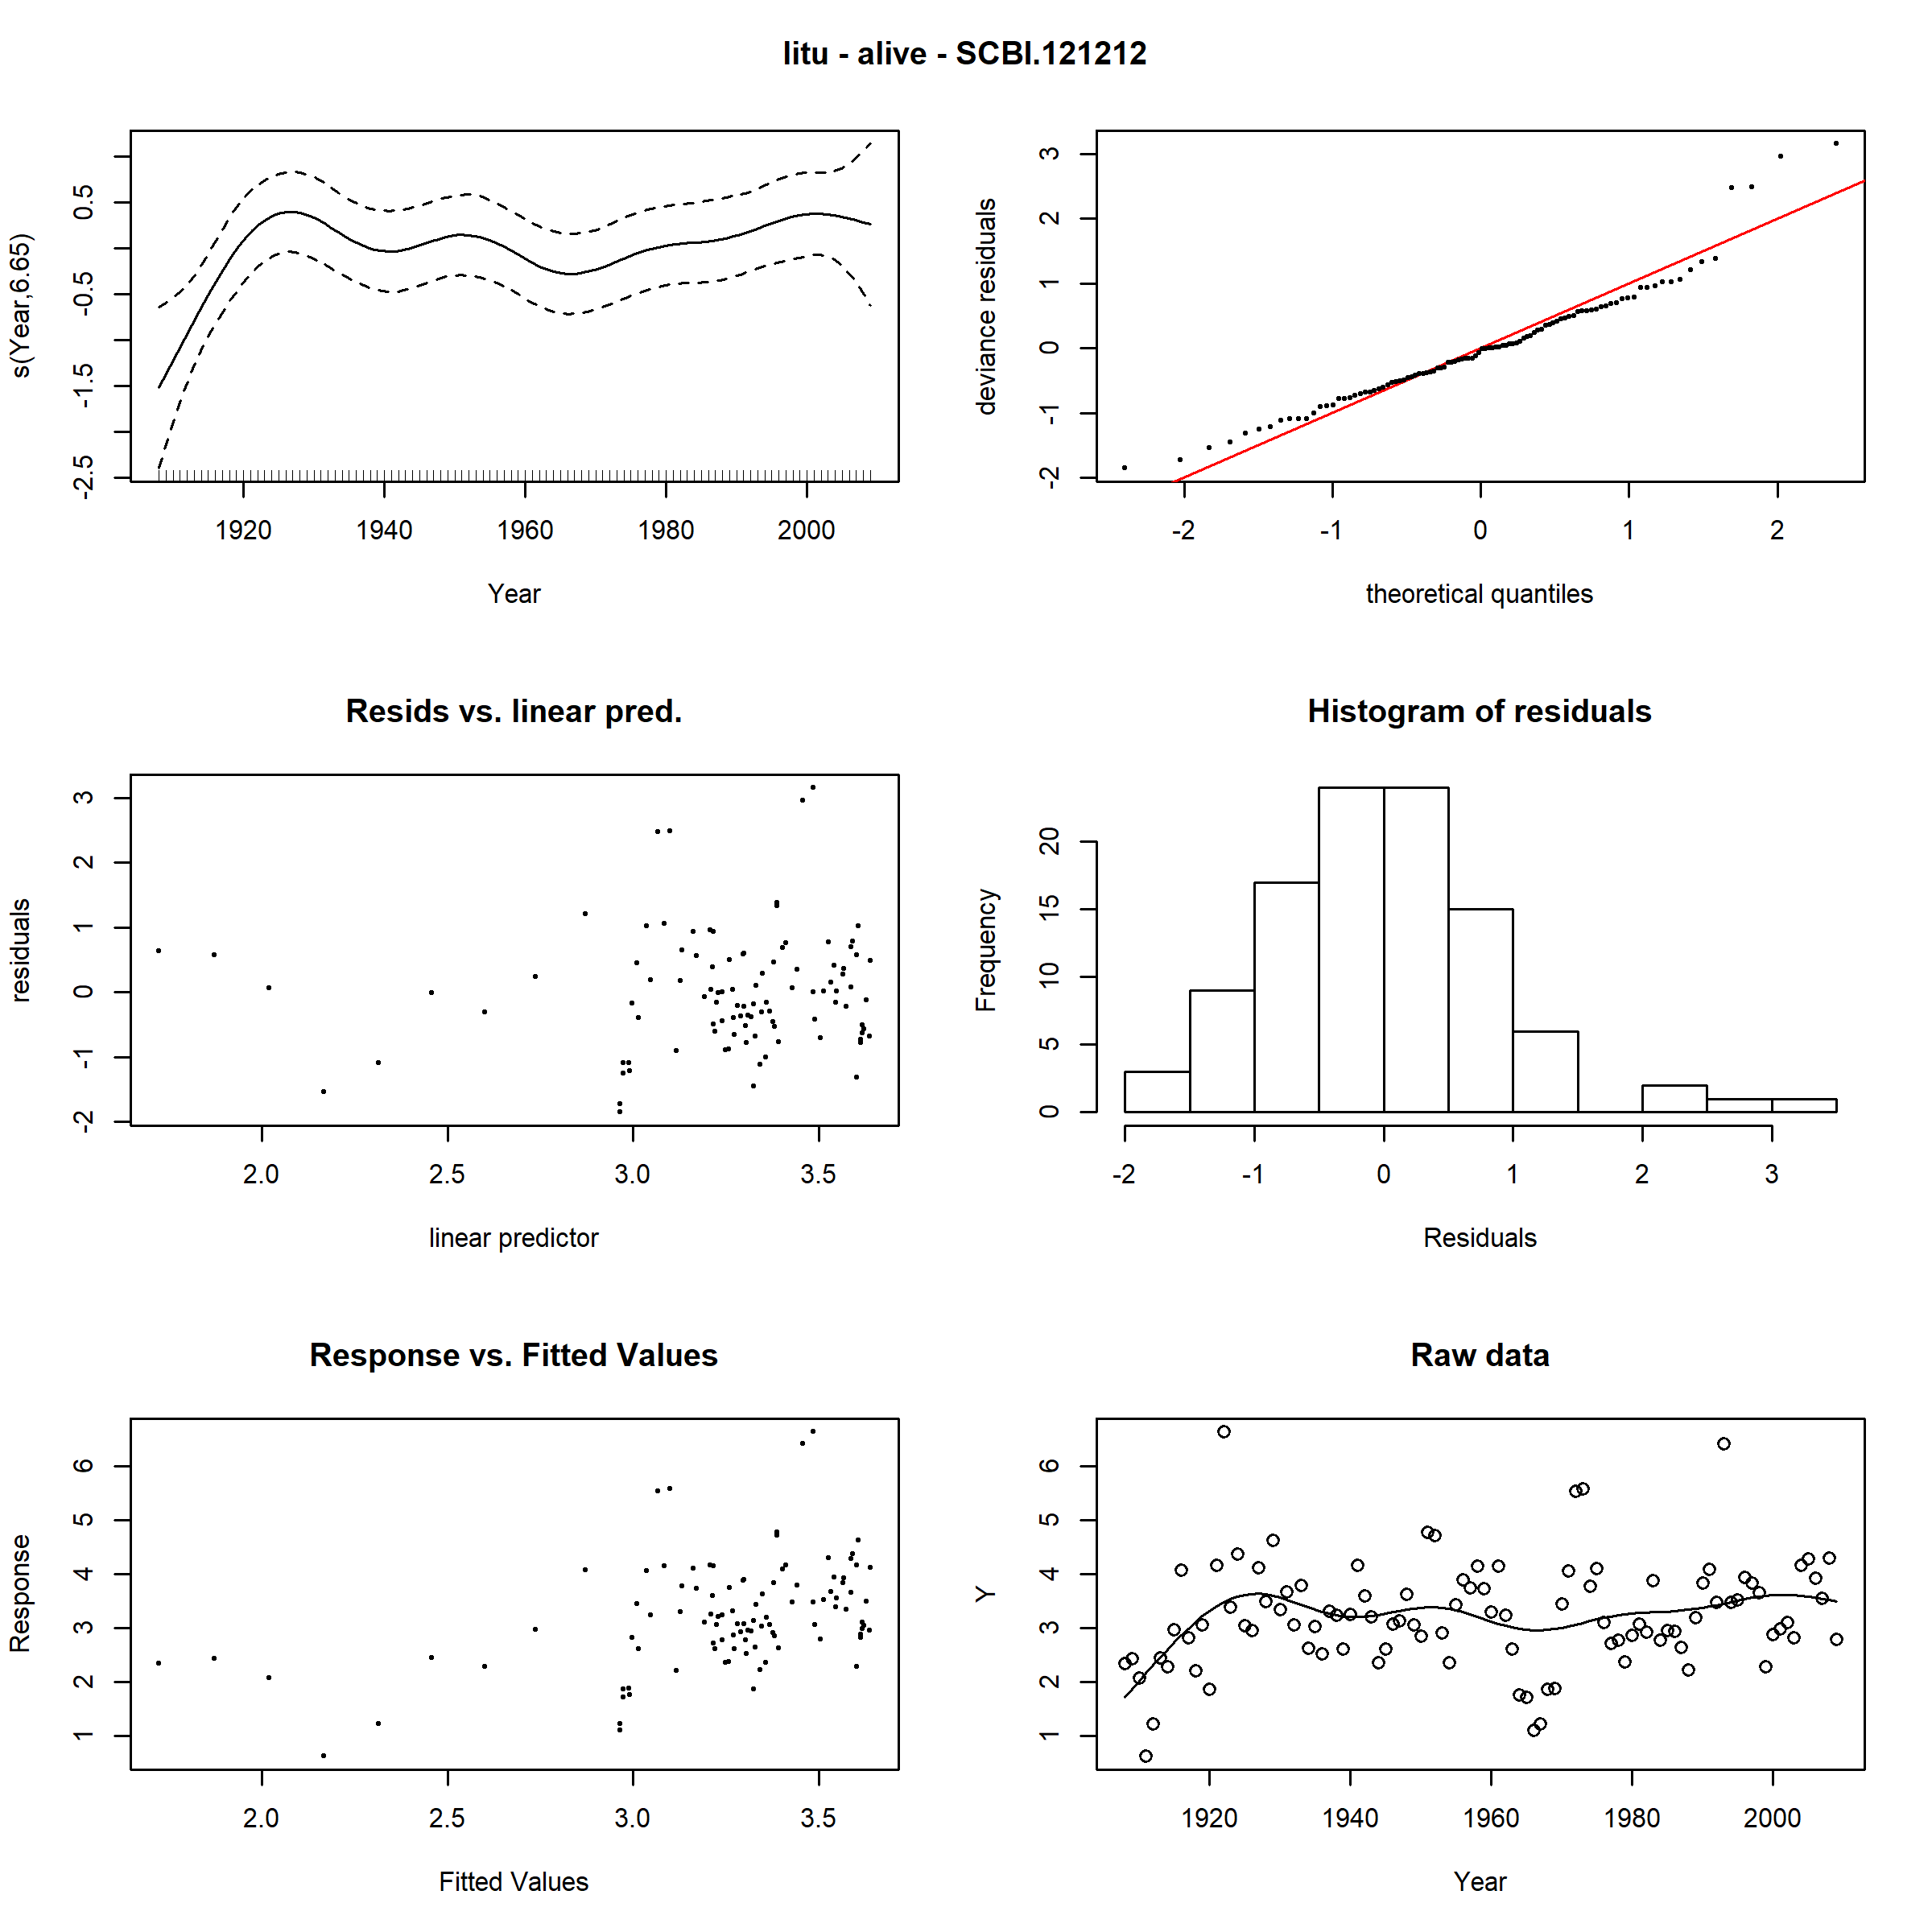 litu - alive - SCBI.121212
s(Year,6.65)
0.5
-0.5
-1.5
-2.5
1920 1940 1960 1980 2000
Year
deviance residuals
3
2
1
0
-1
-2
-2 -1 0 1 2
theoretical quantiles
Resids vs. linear pred.
residuals
3
2
1
0
-1
-2
2.0 2.5 3.0 3.5
linear predictor
Histogram of residuals
Frequency
20
15
10
5
0
-2 -1 0 1 2 3
Residuals
Response vs. Fitted Values
Response
6
5
4
3
2
1
2.0 2.5 3.0 3.5
Fitted Values
Raw data
Y
6
5
4
3
2
1
1920 1940 1960 1980 2000
Year